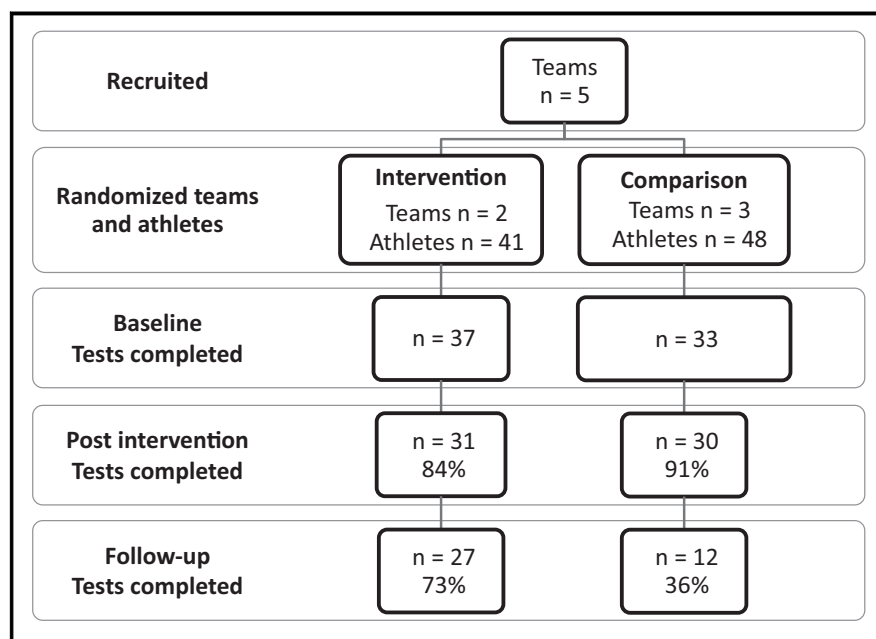 Recruited
Teams
n = 5
Randomized teams
and athletes
Intervention
Teams n = 2
Athletes n = 41
Comparison
Teams n = 3
Athletes n = 48
Baseline
Tests completed
n = 37
n = 33
Post intervention
Tests completed
n = 31
84%
n = 30
91%
Follow-up
Tests completed
n = 27
73%
n = 12
36%